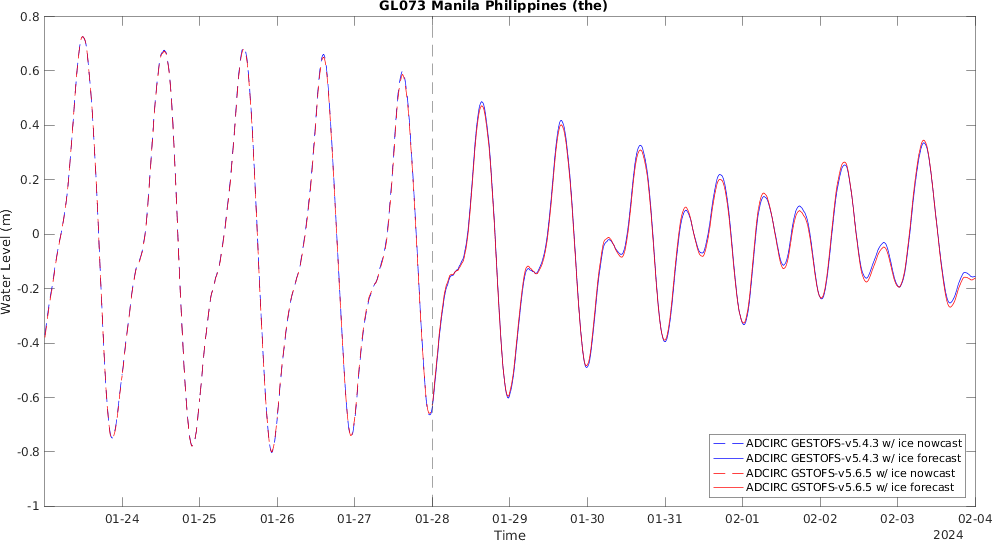 GL073 Manila Philippines (the)
0.8
0.6
0.4
0.2
0
-0.2
-0.4
-0.6
-0.8
-1
Water Level (m)
01-24 01-25 01-26 01-27 01-28 01-29 01-30 01-31 02-01 02-02 02-03 02-04
2024
Time
ADCIRC GESTOFS-v5.4.3 w/ ice nowcast
ADCIRC GESTOFS-v5.4.3 w/ ice forecast
ADCIRC GSTOFS-v5.6.5 w/ ice nowcast
ADCIRC GSTOFS-v5.6.5 w/ ice forecast